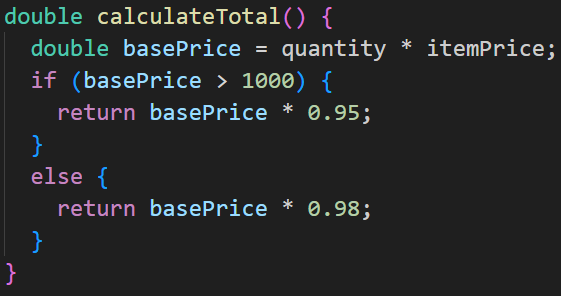 double calculateTotal() {
  double basePrice = quantity * itemPrice;
  if (basePrice > 1000) {
    return basePrice * 0.95;
  }
  else {
    return basePrice * 0.98;
  }
}